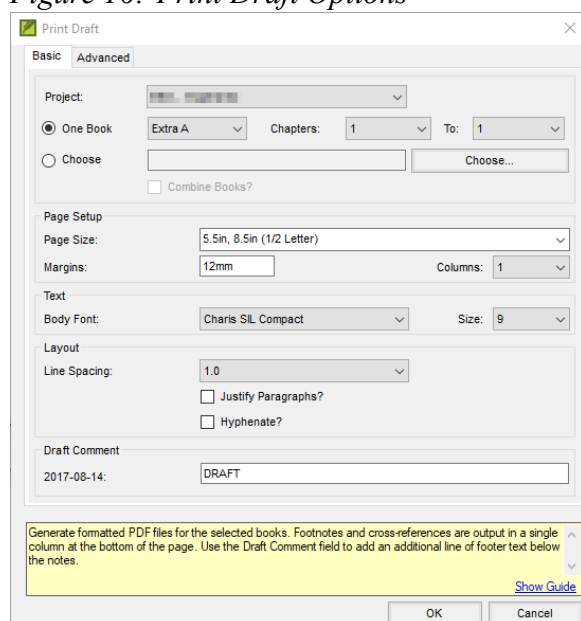 Figure 10: Print Draft Options
Print Draft
Basic Advanced
Project:
One Book Extra A Chapters: 1 To: 1
Choose Choose...
Combine Books?
Page Setup
Page Size: 5.5in, 8.5in (1/2 Letter)
Margins: 12mm Columns: 1
Text
Body Font: Charis SIL Compact Size: 9
Layout
Line Spacing: 1.0
Justify Paragraphs?
Hyphenate?
Draft Comment
2017-08-14: DRAFT
Generate formatted PDF files for the selected books. Footnotes and cross-references are output in a single
column at the bottom of the page. Use the Draft Comment field to add an additional line of footer text below
the notes.
Show Guide
OK Cancel